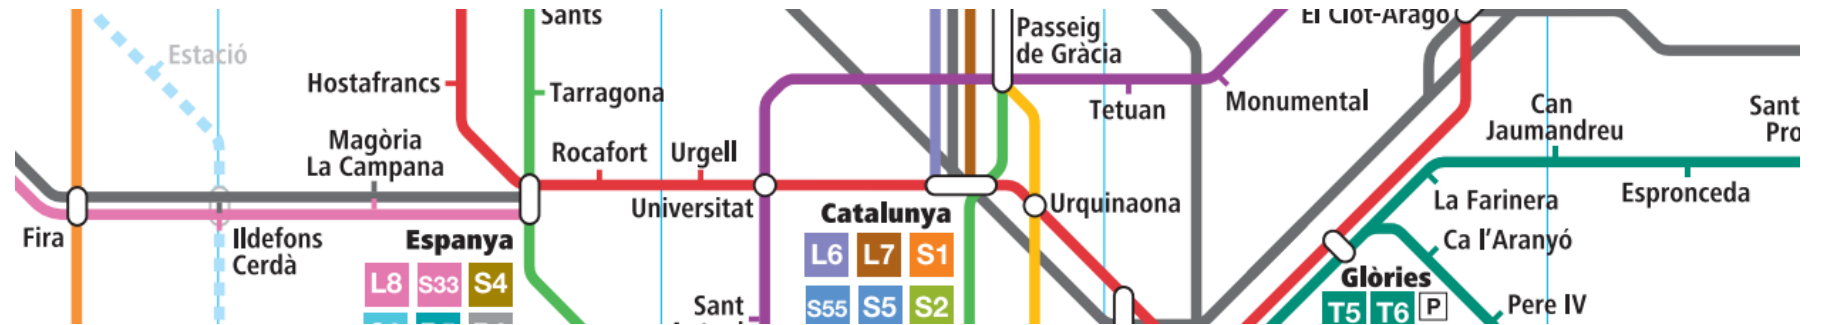 Sants
Passeig
de Gràcia
El Clot-Aragó
Estació
Hostafrancs
Tarragona
Tetuan
Monumental
Can
Jaumandreu
Sant
Pro
Magòria
La Campana
Rocafort
Urgell
Universitat
Catalunya
Urquinaona
La Farinera
Espronceda
Fira
Ildefons
Cerdà
Espanya
L8 S33 S4
L6 L7 S1
S55 S5 S2
Ca l'Aranyó
Glòries
T5 T6 P
Pere IV
Sant